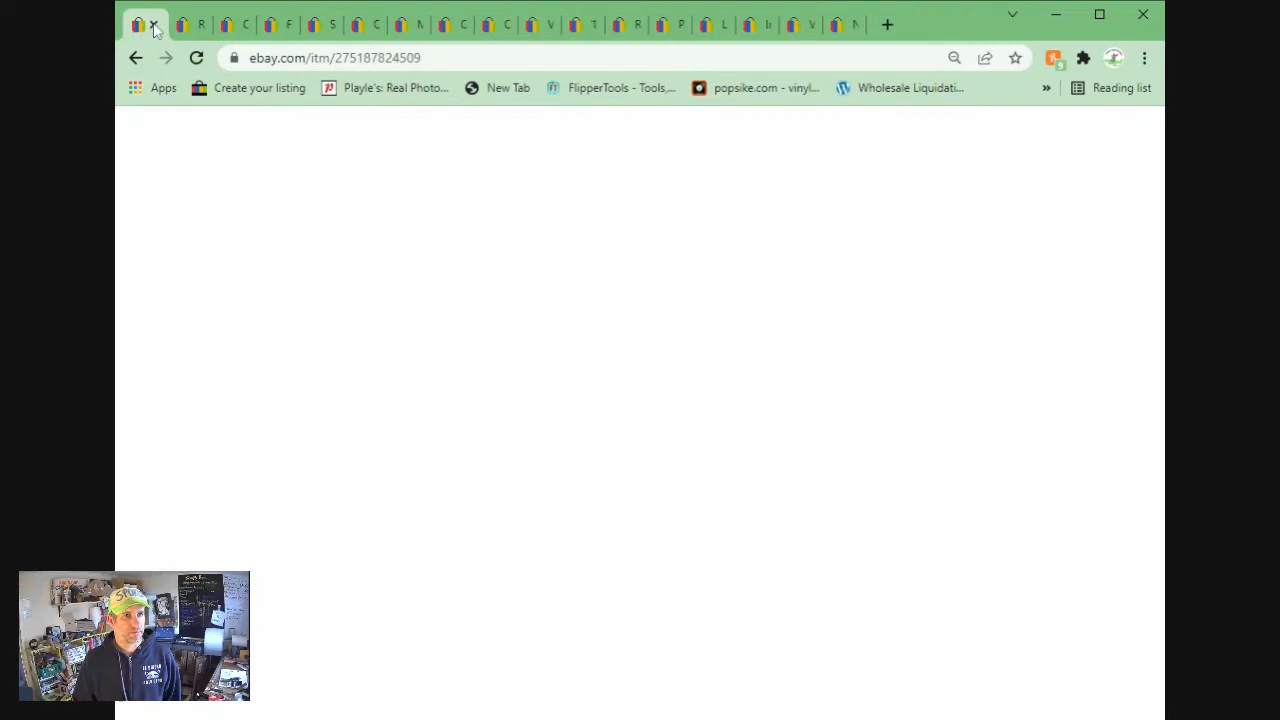 R C F S C N C C V T R P L In V N
ebay.com/itm/275187824509
Apps Create your listing Playle's: Real Photo... New Tab FlipperTools - Tools,... popsike.com - vinyl... Wholesale Liquidati... » Reading list